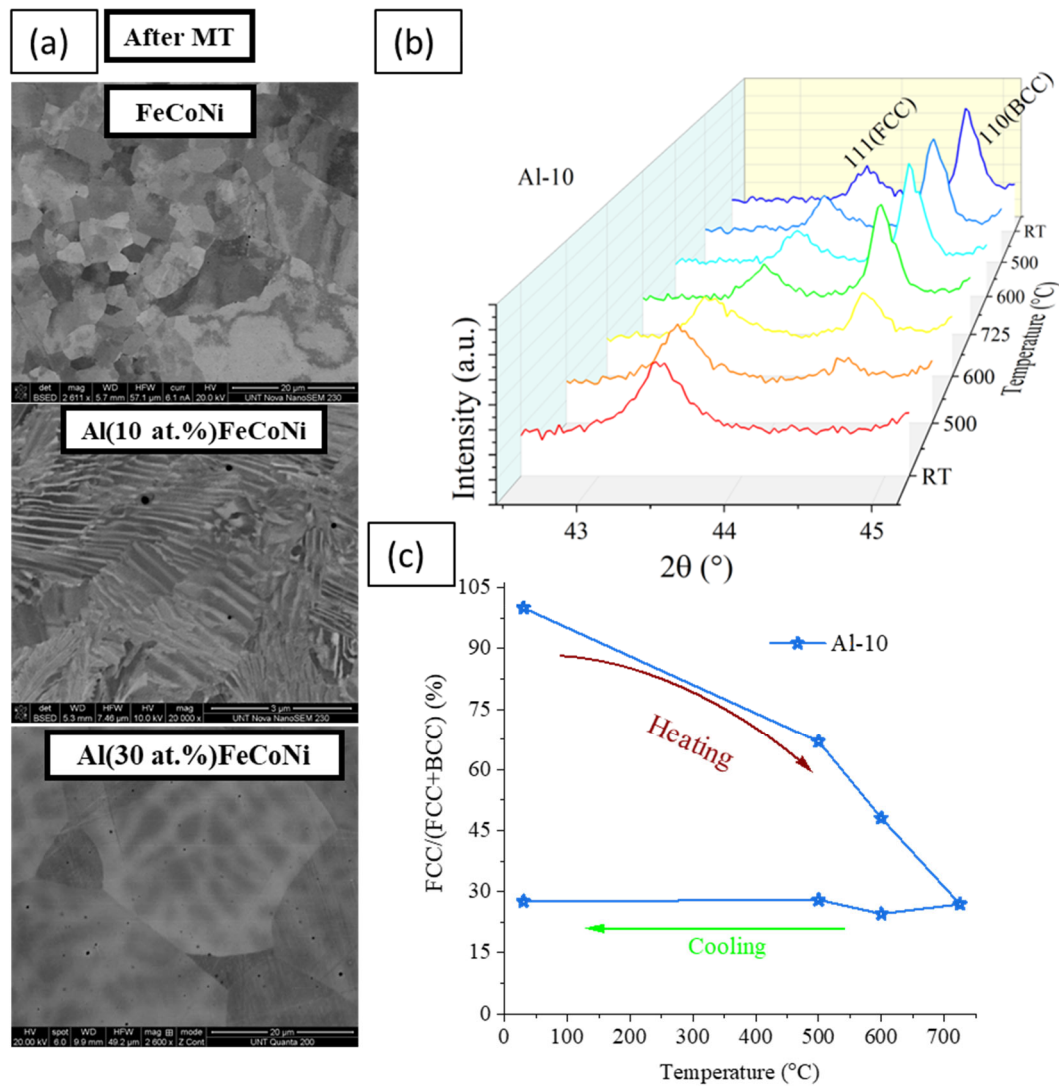 (a)
After MT
FeCoNi
det mag WD HFW curr HV 20 µm
BSED 2 611 x 5.7 mm 57.1 µm 6.1 nA 20.0 kV UNT Nova NanoSEM 230
Al(10 at.%)FeCoNi
det WD HFW HV mag 3 µm
BSED 5.3 mm 7.46 µm 10.0 kV 20 000 x UNT Nova NanoSEM 230
Al(30 at.%)FeCoNi
HV spot WD HFW mag mode 20 µm
20.00 kV 6.0 9.9 mm 49.2 µm 2 600 x Z Cont UNT Quanta 200
(b)
Al-10
111(FCC)
110(BCC)
Intensity (a.u.)
RT
500
600
725
600
500
RT
Temperature (°C)
43 44 45
2θ (°)
(c)
105
90
75
60
45
30
15
0
FCC/(FCC+BCC) (%)
Al-10
Heating
Cooling
0 100 200 300 400 500 600 700
Temperature (°C)